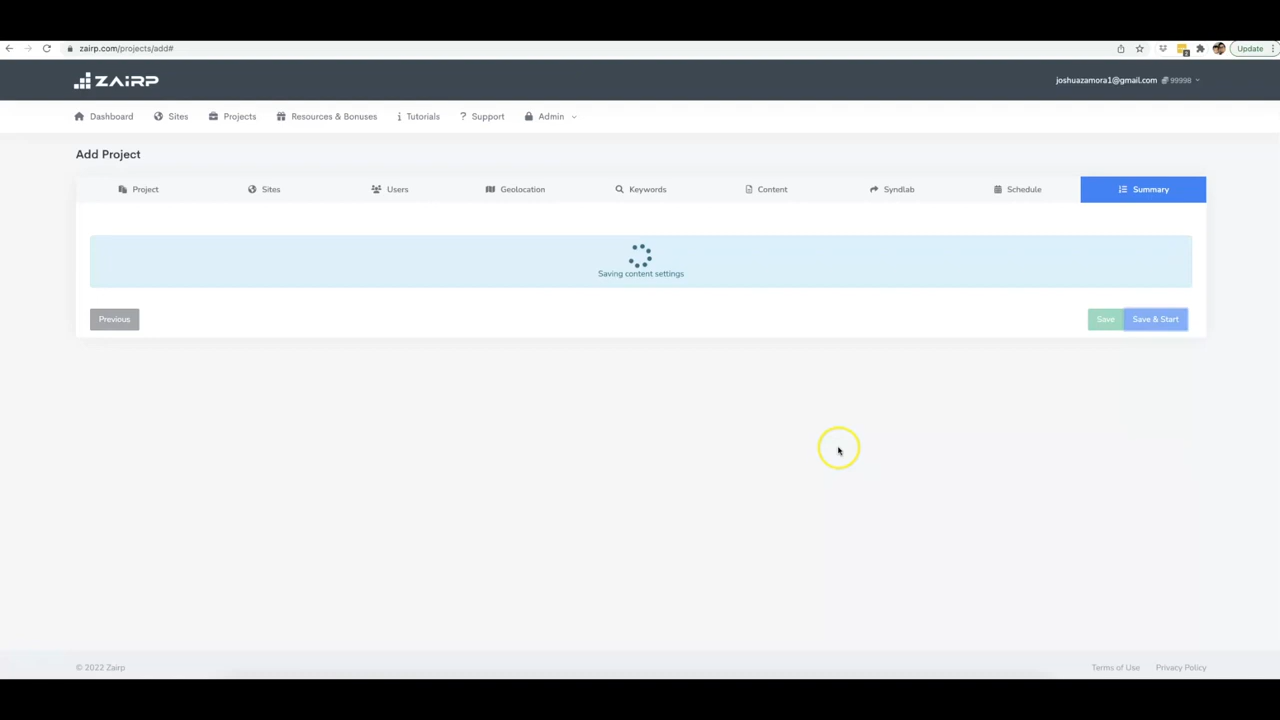 zairp.com/projects/add#
2
Update
ZAiRP
joshuazamora1@gmail.com 99998
Dashboard Sites Projects Resources & Bonuses Tutorials Support Admin
Add Project
Project Sites Users Geolocation Keywords Content Syndlab Schedule Summary
Saving content settings
Previous Save Save & Start
© 2022 Zairp Terms of Use Privacy Policy